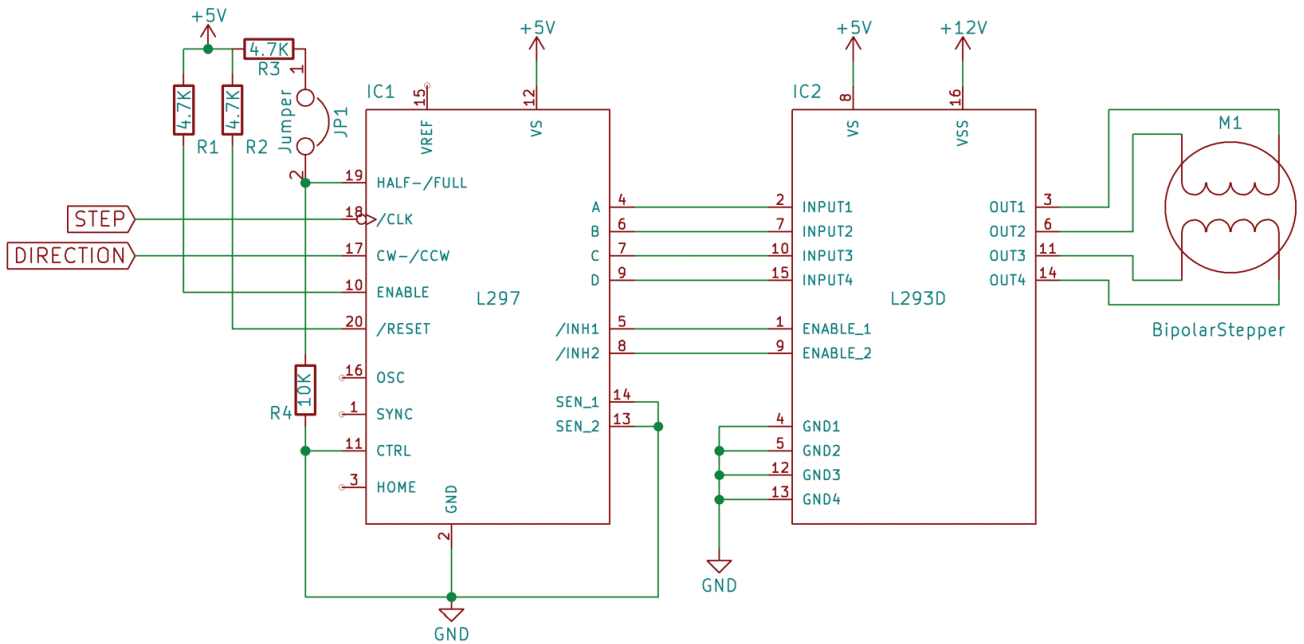 +5V
4.7K
R3
1
4.7K
R1
4.7K
R2
Jumper
JP1
2
STEP
DIRECTION
R4
10K
IC1
15
VREF
12
VS
+5V
19 HALF-/FULL
18 /CLK
17 CW-/CCW
10 ENABLE
20 /RESET
16 OSC
1 SYNC
11 CTRL
3 HOME
L297
A 4
B 6
C 7
D 9
/INH1 5
/INH2 8
SEN_1 14
SEN_2 13
GND
2
GND
+5V
+12V
IC2
8
VS
16
VSS
2 INPUT1
7 INPUT2
10 INPUT3
15 INPUT4
1 ENABLE_1
9 ENABLE_2
4 GND1
5 GND2
12 GND3
13 GND4
L293D
OUT1 3
OUT2 6
OUT3 11
OUT4 14
GND
M1
BipolarStepper